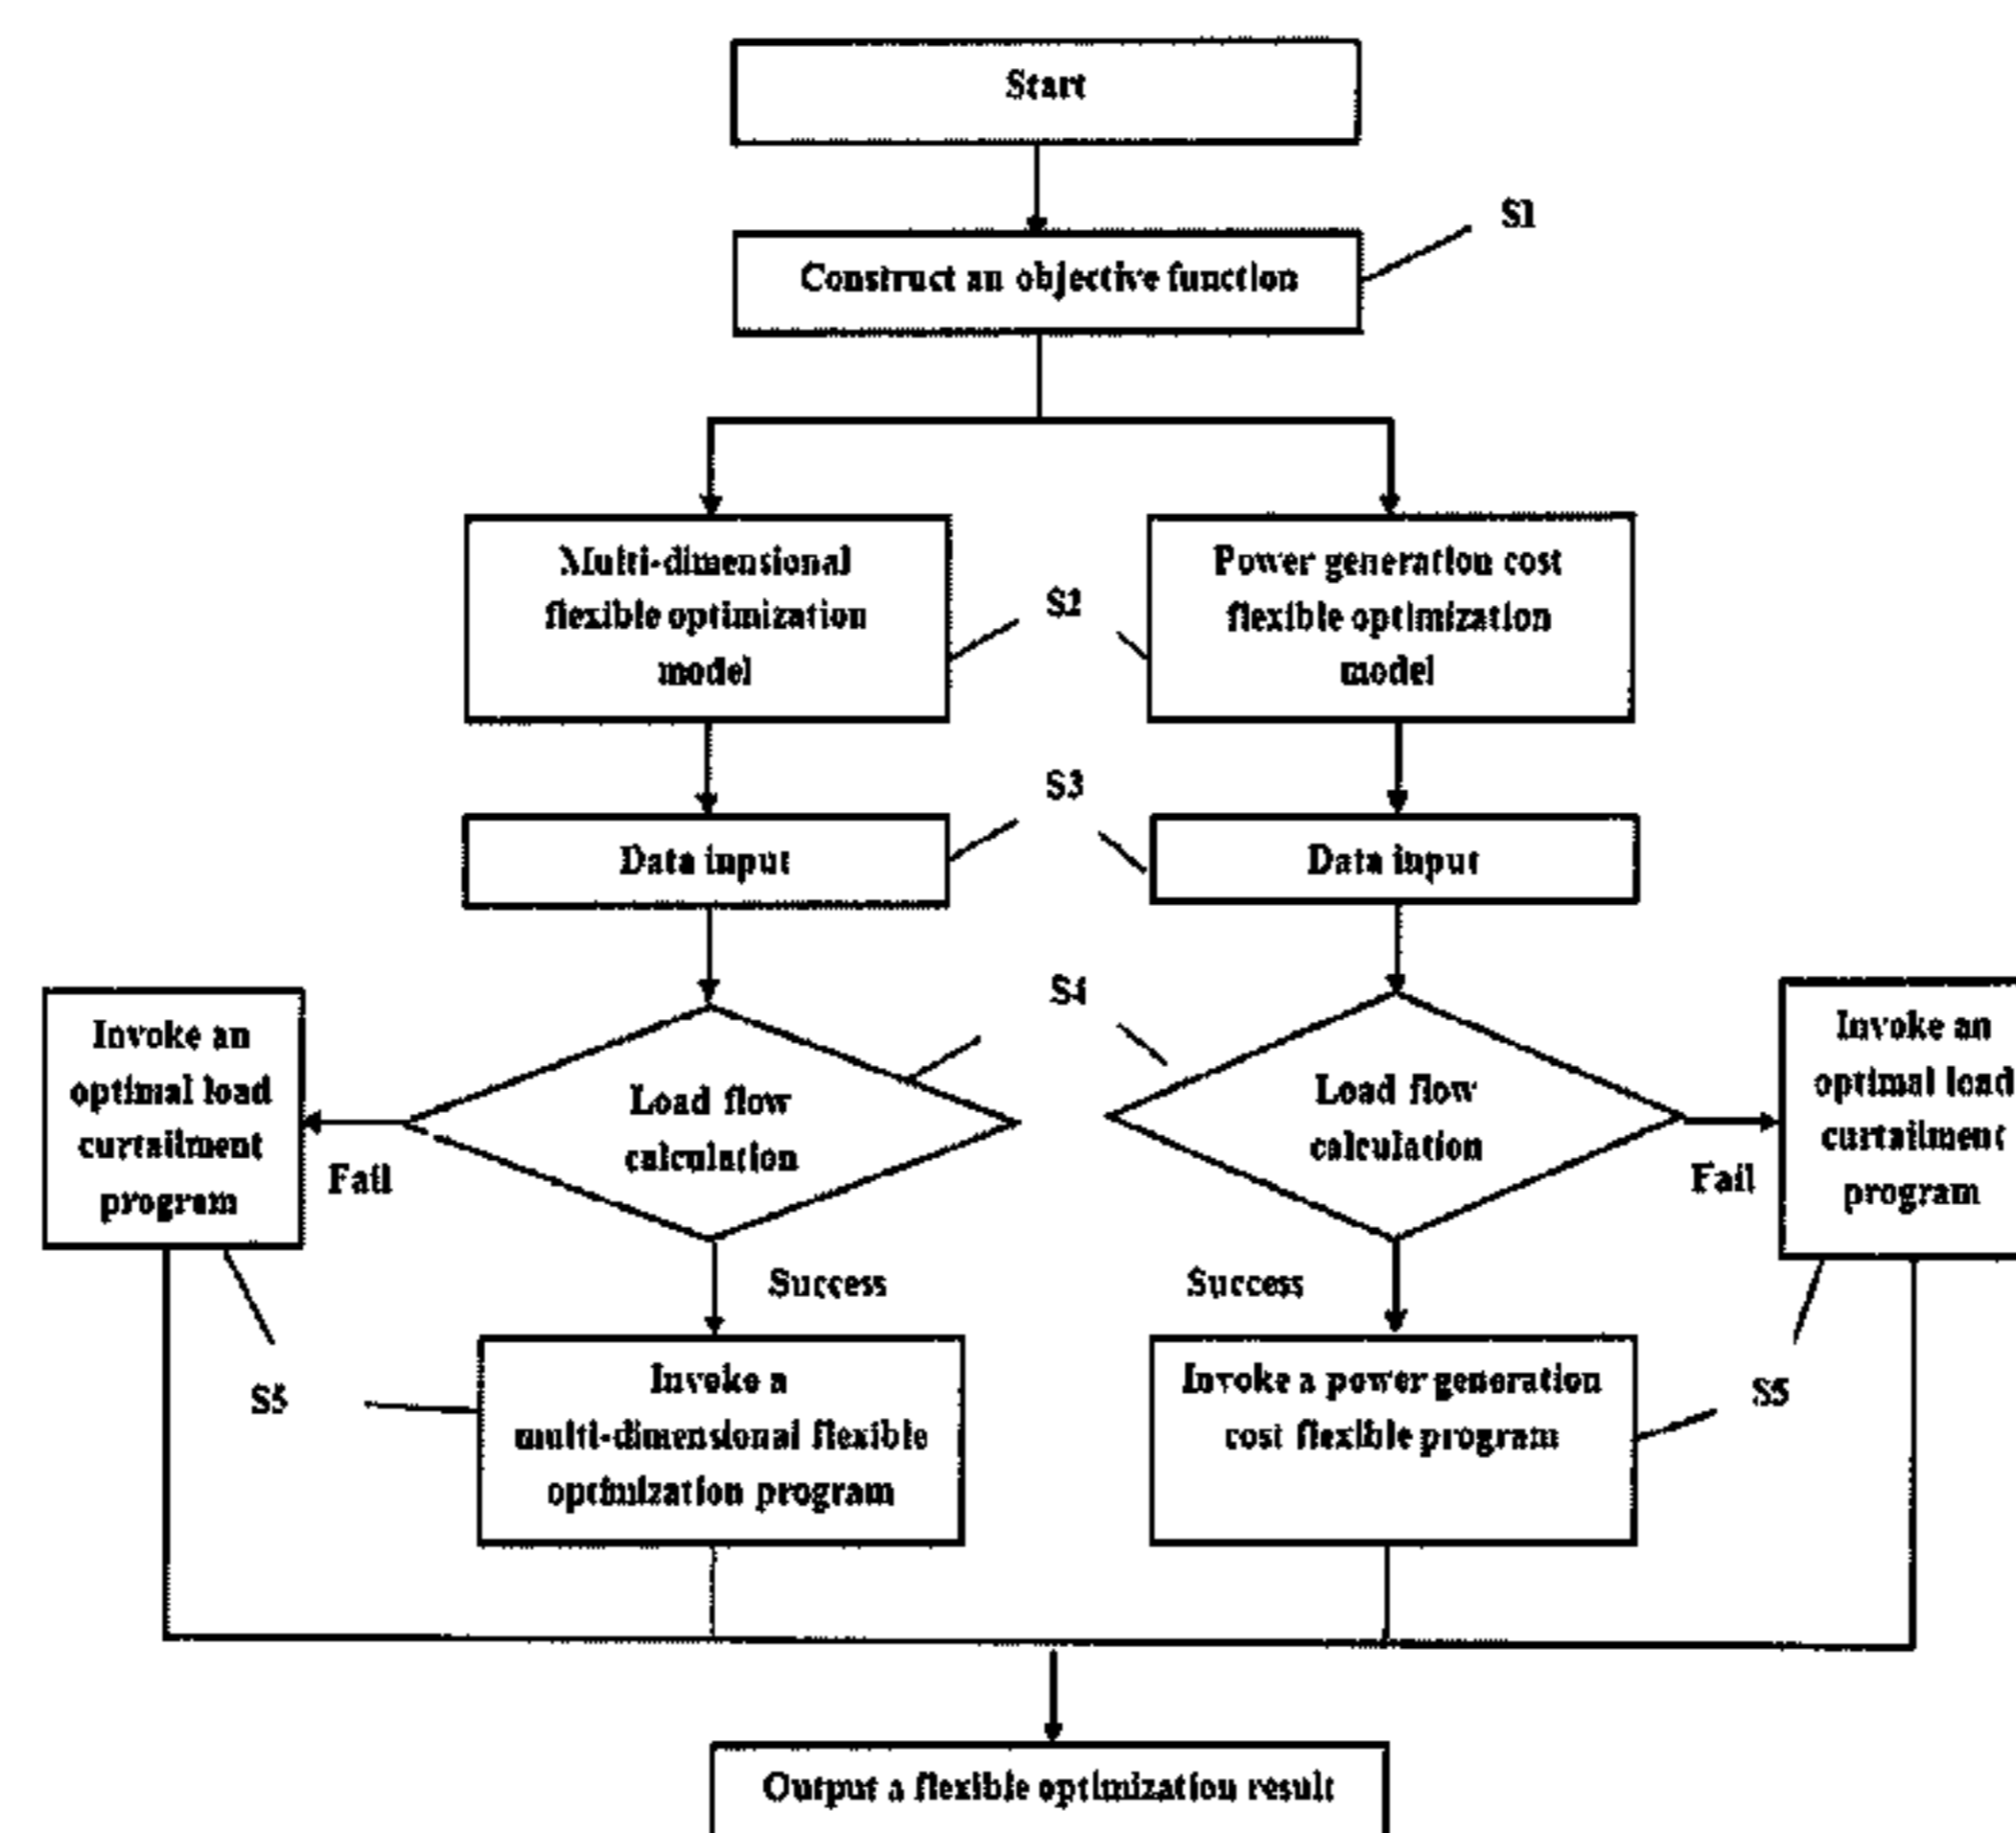 Start
S1
Construct an objective function
Multi-dimensional
flexible optimization
model
S2
Power generation cost
flexible optimization
model
S3
Data input
Data input
S4
Invoke an
optimal load
curtailment
program
Fail
Load flow
calculation
Load flow
calculation
Fail
Invoke an
optimal load
curtailment
program
Success
Success
S5
Invoke a
multi-dimensional flexible
optimization program
Invoke a power generation
cost flexible program
S5
Output a flexible optimization result